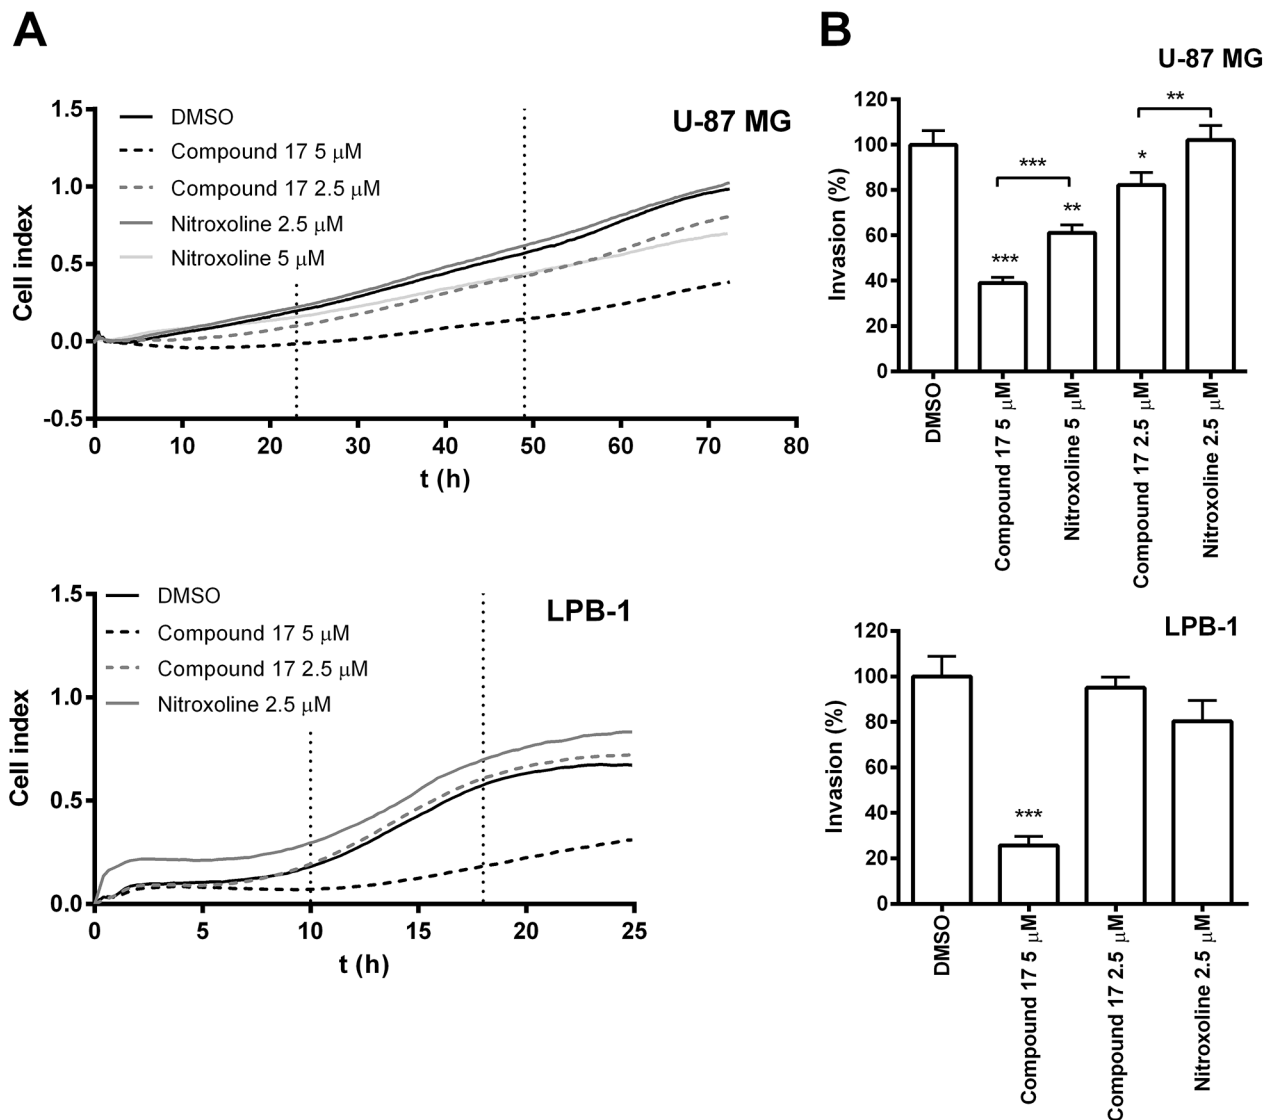 A
1.5
1.0
0.5
0.0
-0.5
Cell index
DMSO
Compound 17 5 μM
Compound 17 2.5 μM
Nitroxoline 2.5 μM
Nitroxoline 5 μM
U-87 MG
0 10 20 30 40 50 60 70 80
t (h)
B
U-87 MG
120
100
80
60
40
20
0
Invasion (%)
***
***
**
*
**
DMSO
Compound 17 5 μM
Nitroxoline 5 μM
Compound 17 2.5 μM
Nitroxoline 2.5 μM
1.5
1.0
0.5
0.0
Cell index
DMSO
Compound 17 5 μM
Compound 17 2.5 μM
Nitroxoline 2.5 μM
LPB-1
0 5 10 15 20 25
t (h)
LPB-1
120
100
80
60
40
20
0
Invasion (%)
***
DMSO
Compound 17 5 μM
Compound 17 2.5 μM
Nitroxoline 2.5 μM